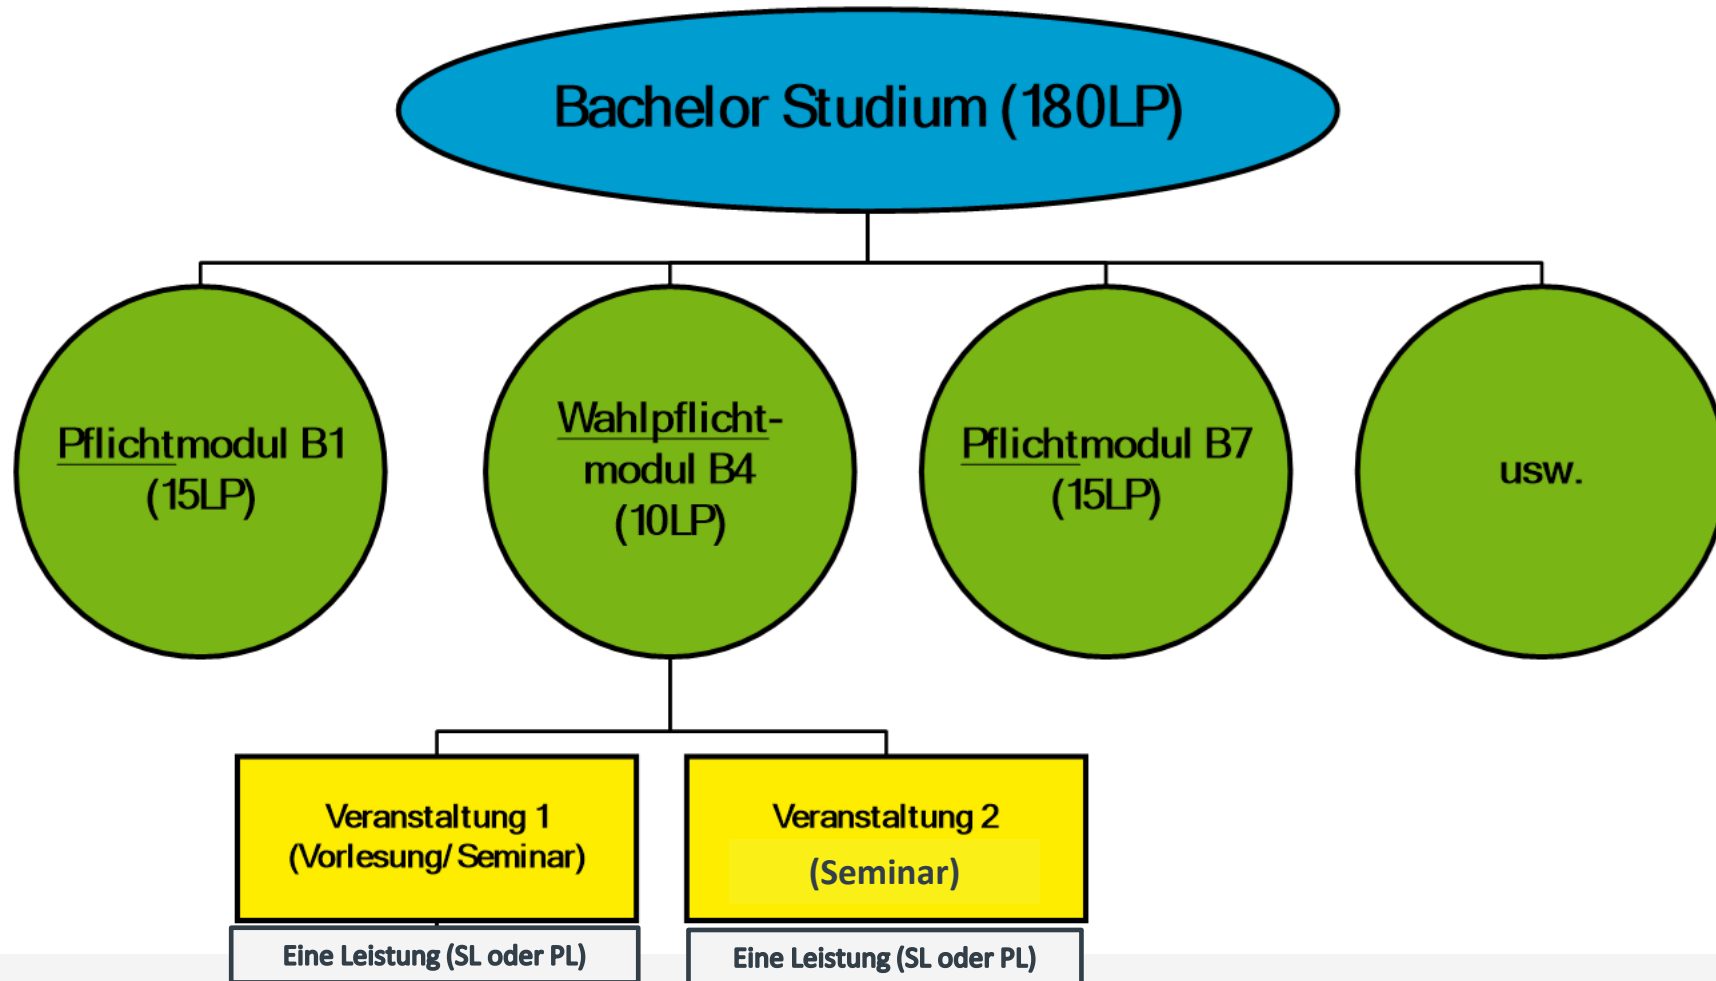 Bachelor Studium (180LP)
Pflichtmodul B1
(15LP)
Wahlpflicht-
modul B4
(10LP)
Pflichtmodul B7
(15LP)
usw.
Veranstaltung 1
(Vorlesung/ Seminar)
Eine Leistung (SL oder PL)
Veranstaltung 2
(Seminar)
Eine Leistung (SL oder PL)